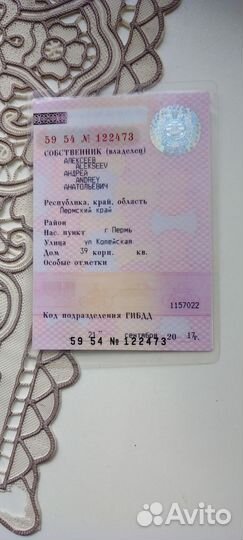 59 54 № 122473
СОБСТВЕННИК (владелец)
АЛЕКСЕЕВ
ALEKSEEV
АНДРЕЙ
ANDREY
АНАТОЛЬЕВИЧ
Республика, край, область
Пермский край
Район
Нас. пункт г Пермь
Улица ул Копейская
Дом 39 корп. кв.
Особые отметки
1157022
Код подразделения ГИБДД
21 сентября 2017г.
59 54 № 122473
Avito